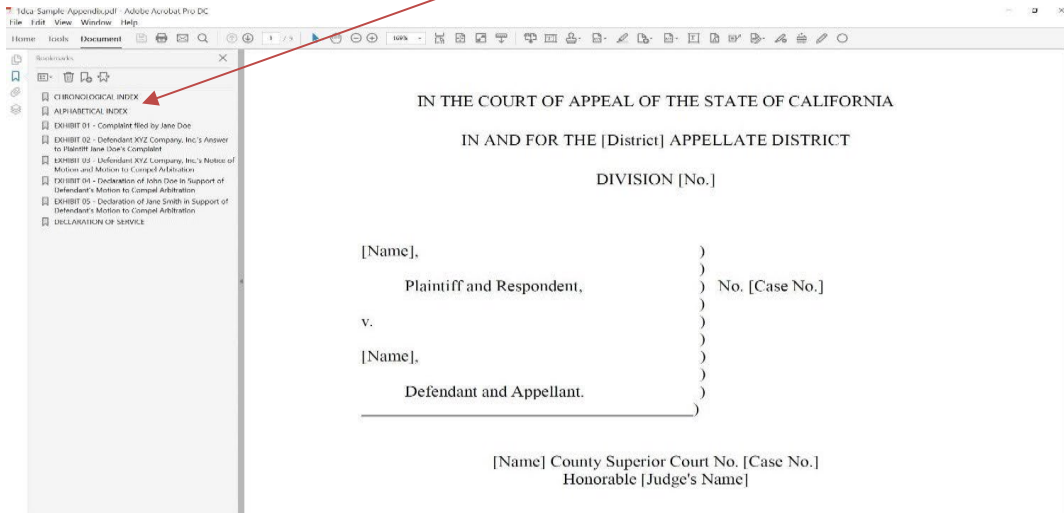 1dca-Sample-Appendix.pdf - Adobe Acrobat Pro DC
File Edit View Window Help
Home Tools Document
1 / 5
169%
Bookmarks
CHRONOLOGICAL INDEX
ALPHABETICAL INDEX
EXHIBIT 01 - Complaint filed by Jane Doe
EXHIBIT 02 - Defendant XYZ Company, Inc.'s Answer
to Plaintiff Jane Doe's Complaint
EXHIBIT 03 - Defendant XYZ Company, Inc.'s Notice of
Motion and Motion to Compel Arbitration
EXHIBIT 04 - Declaration of John Doe in Support of
Defendant's Motion to Compel Arbitration
EXHIBIT 05 - Declaration of Jane Smith in Support of
Defendant's Motion to Compel Arbitration
DECLARATION OF SERVICE
IN THE COURT OF APPEAL OF THE STATE OF CALIFORNIA
IN AND FOR THE [District] APPELLATE DISTRICT
DIVISION [No.]
[Name], )
)
Plaintiff and Respondent, ) No. [Case No.]
)
v. )
)
[Name], )
)
Defendant and Appellant. )
)
[Name] County Superior Court No. [Case No.]
Honorable [Judge's Name]